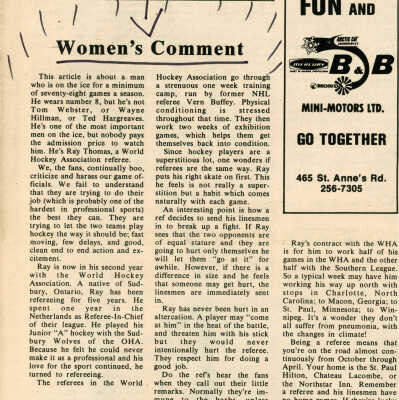 Women's Comment
This article is about a man
who is on the ice for a minimum
of seventy-eight games a season.
He wears number 8, but he's not
Tom Webster, or Wayne
Hillman, or Ted Hargreaves.
He's one of the most important
men on the ice, but nobody pays
the admission price to watch
him. He's Ray Thomas, a World
Hockey Association referee.
We, the fans, continually boo,
criticize and harass our game of-
ficials. We fail to understand
that they are trying to do their
job (which is probably one of the
hardest in professional sports)
the best they can. They are
trying to let the two teams play
hockey the way it should be; fast
moving, few delays, and good,
clean end to end action and ex-
citement.
Ray is now in his second year
with the World Hockey
Association. A native of Sud-
bury, Ontario, Ray has been
refereeing for five years. He
spent one year in the
Netherlands as Referee-In-Chief
of their league. He played his
Junior "A" hockey with the Sud-
bury Wolves of the OHA.
Because he felt he could never
make it as a professional and his
love for the sport continued, he
turned to refereeing.
The referees in the World
Hockey Association go through
a strenuous one week training
camp, run by former NHL
referee Vern Buffey. Physical
conditioning is stressed
throughout that time. They then
work two weeks of exhibition
games, which helps them get
themselves back into condition.
Since hockey players are a
superstitious lot, one wonders if
referees are the same way. Ray
puts his right skate on first. This
he feels is not really a super-
stition but a habit which comes
naturally with each game.
An interesting point is how a
ref decides to send his linesmen
in to break up a fight. If Ray
sees that the two opponents are
of equal stature and they are
going to hurt only themselves he
will let them "go at it" for
awhile. However, if there is a
difference in size and he feels
that someone may get hurt, the
linesmen are immediately sent
in.
Ray has never been hurt in an
altercation. A player may "come
at him" in the heat of the battle,
and threaten him with his stick
but they would never
intentionally hurt the referee.
They respect him for doing a
good job.
Do the ref's hear the fans
when they call out their little
remarks. Normally they're im-
mune to the barbs unless
FUN AND
ARCTIC CAT
MERCURY
B & B
MINI-MOTORS LTD.
GO TOGETHER
465 St. Anne's Rd.
256-7305
Ray's contract with the WHA
is for him to work half of his
games in the WHA and the other
half with the Southern League.
So a typical week may have him
working his way up north with
stops in Charlotte, North
Carolina; to Macon, Georgia; to
St. Paul, Minnesota; to Win-
nipeg. It's a wonder they don't
all suffer from pneumonia, with
the changes in climate!
Being a referee means that
you're on the road almost con-
tinuously from October through
April. Your home is the St. Paul
Hilton, Chateau Lacombe, or
the Northstar Inn. Remember
a referee and his linesmen have